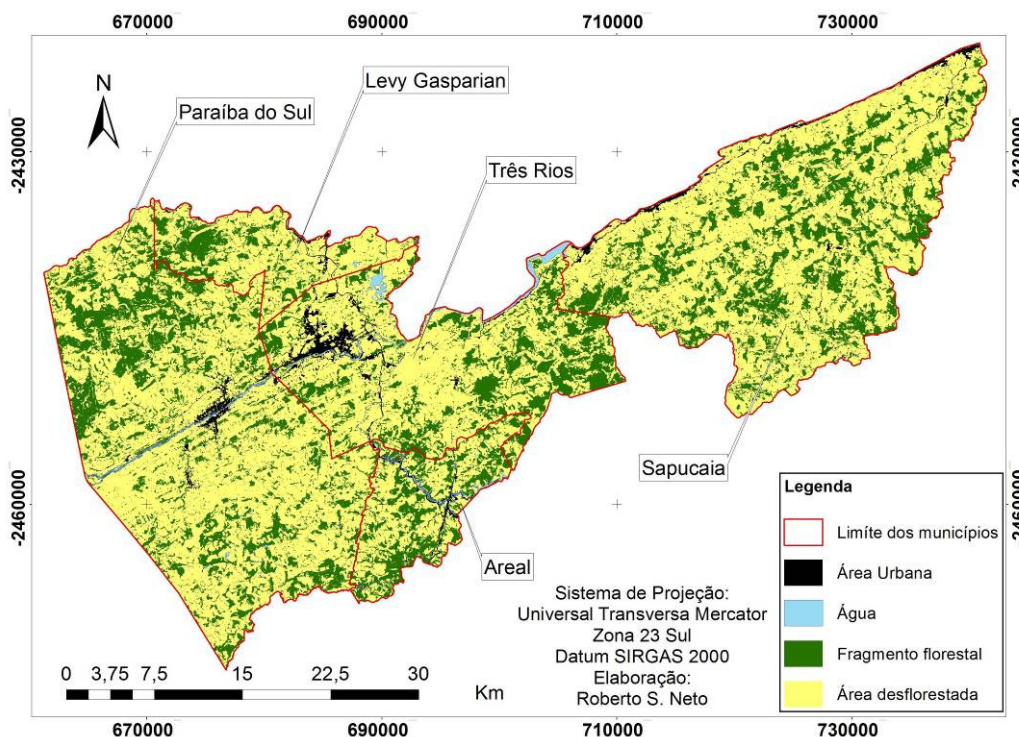 670000 690000 710000 730000
N
Levy Gasparian
Paraíba do Sul
Três Rios
-2430000
-2430000
Sapucaia
-2460000
-2460000
Areal
Legenda
Limíte dos municípios
Área Urbana
Água
Fragmento florestal
Área desflorestada
Sistema de Projeção:
Universal Transversa Mercator
Zona 23 Sul
Datum SIRGAS 2000
Elaboração:
Roberto S. Neto
0 3,75 7,5 15 22,5 30
Km
670000 690000 710000 730000